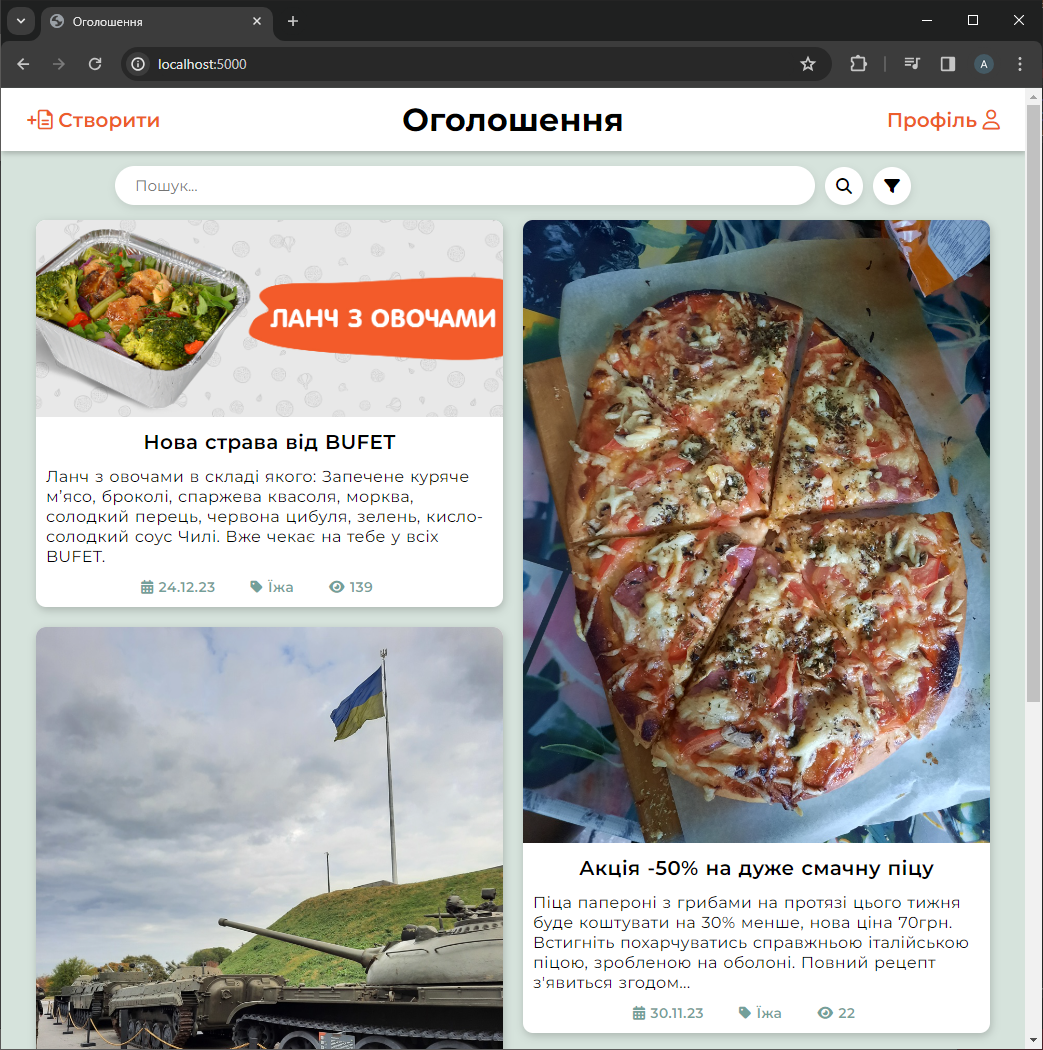 Оголошення
localhost:5000
A
Створити
Оголошення
Профіль
Пошук...
ЛАНЧ З ОВОЧАМИ
Нова страва від BUFET
Ланч з овочами в складі якого: Запечене куряче
м’ясо, броколі, спаржева квасоля, морква,
солодкий перець, червона цибуля, зелень, кисло-
солодкий соус Чилі. Вже чекає на тебе у всіх
BUFET.
24.12.23 Їжа 139
Акція -50% на дуже смачну піцу
Піца папероні з грибами на протязі цього тижня
буде коштувати на 30% менше, нова ціна 70грн.
Встигніть похарчуватись справжньою італійською
піцою, зробленою на оболоні. Повний рецепт
з'явиться згодом...
30.11.23 Їжа 22